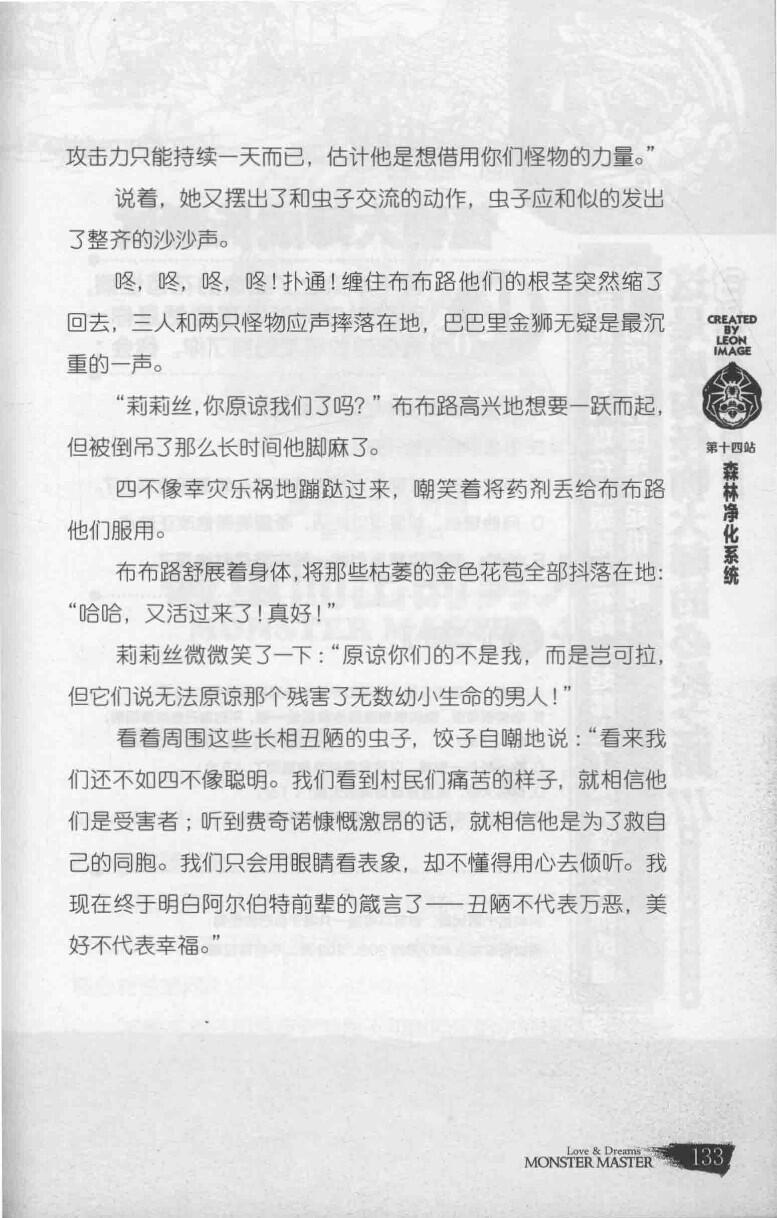 攻击力只能持续一天而已，估计他是想借用你们怪物的力量。”
说着，她又摆出了和虫子交流的动作，虫子应和似的发出
了整齐的沙沙声。
咚，咚，咚，咚！扑通！缠住布布路他们的根茎突然缩了
回去，三人和两只怪物应声摔落在地，巴巴里金狮无疑是最沉
重的一声。
“莉莉丝，你原谅我们了吗？”布布路高兴地想要一跃而起，
但被倒吊了那么长时间他脚麻了。
四不像幸灾乐祸地蹦跶过来，嘲笑着将药剂丢给布布路
他们服用。
布布路舒展着身体，将那些枯萎的金色花苞全部抖落在地：
“哈哈，又活过来了！真好！”
莉莉丝微微笑了一下：“原谅你们的不是我，而是岂可拉，
但它们说无法原谅那个残害了无数幼小生命的男人！”
看着周围这些长相丑陋的虫子，饺子自嘲地说：“看来我
们还不如四不像聪明。我们看到村民们痛苦的样子，就相信他
们是受害者；听到费奇诺慷慨激昂的话，就相信他是为了救自
己的同胞。我们只会用眼睛看表象，却不懂得用心去倾听。我
现在终于明白阿尔伯特前辈的箴言了——丑陋不代表万恶，美
好不代表幸福。”
CREATED
BY
LEON
IMAGE
第十四站
森林净化系统
Love & Dreams
MONSTER MASTER
133